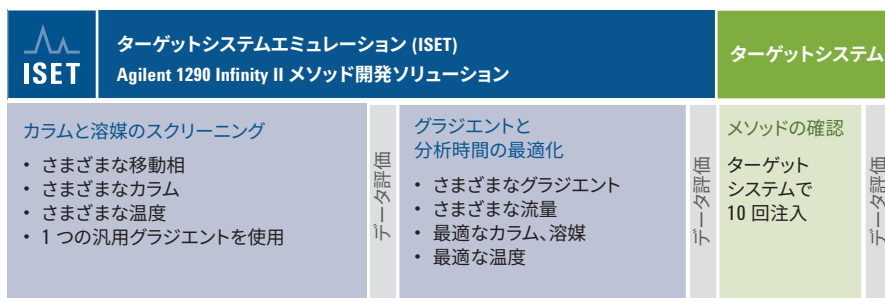 ISET
ターゲットシステムエミュレーション (ISET)
Agilent 1290 Infinity II メソッド開発ソリューション
ターゲットシステム
カラムと溶媒のスクリーニング
• さまざまな移動相
• さまざまなカラム
• さまざまな温度
• 1 つの汎用グラジエントを使用
データ評価
グラジエントと
分析時間の最適化
• さまざまなグラジエント
• さまざまな流量
• 最適なカラム、溶媒
• 最適な温度
データ評価
メソッドの確認
ターゲット
システムで
10 回注入
データ評価